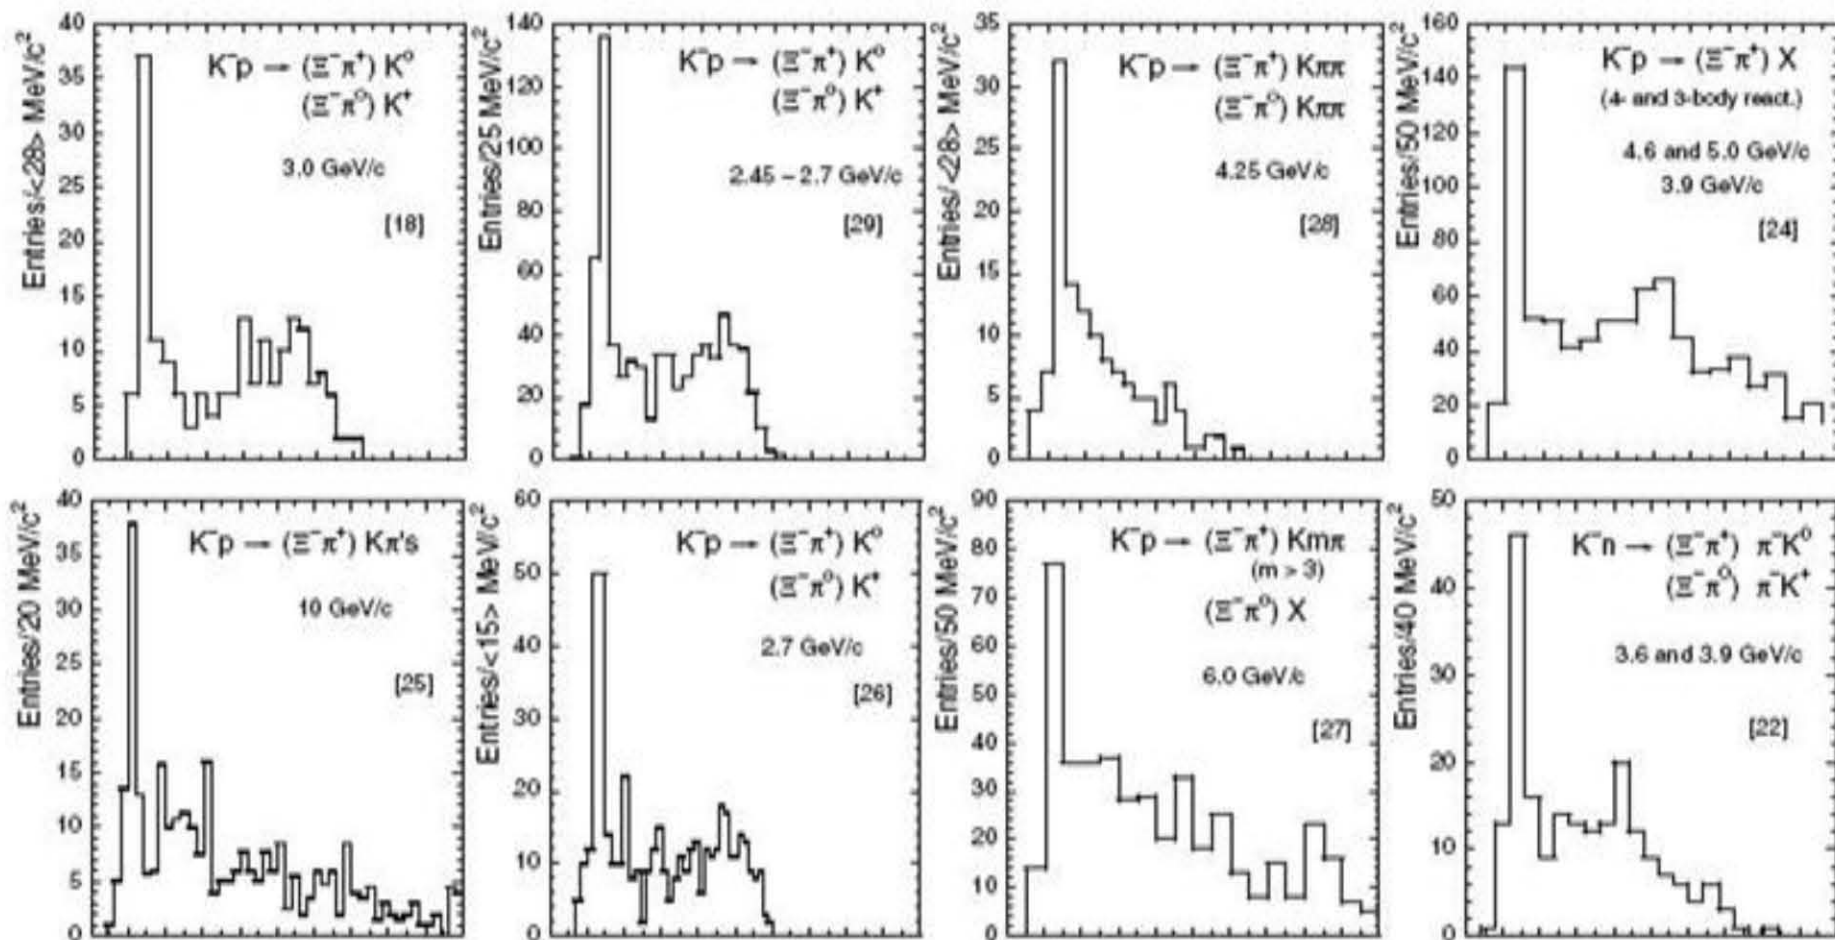 Entries/<28> MeV/c²
40
35
30
25
20
15
10
5
0
K⁻p → (Ξ⁻π⁺) K⁰
(Ξ⁻π⁰) K⁺
3.0 GeV/c
[18]
Entries/25 MeV/c²
140
120
100
80
60
40
20
0
K⁻p → (Ξ⁻π⁺) K⁰
(Ξ⁻π⁰) K⁺
2.45 – 2.7 GeV/c
[29]
Entries/<28> MeV/c²
35
30
25
20
15
10
5
0
K⁻p → (Ξ⁻π⁺) Kππ
(Ξ⁻π⁰) Kππ
4.25 GeV/c
[28]
Entries/50 MeV/c²
160
140
120
100
80
60
40
20
0
K⁻p → (Ξ⁻π⁺) X
(4- and 3-body react.)
4.6 and 5.0 GeV/c
3.9 GeV/c
[24]
Entries/20 MeV/c²
40
35
30
25
20
15
10
5
0
K⁻p → (Ξ⁻π⁺) Kπ's
10 GeV/c
[25]
Entries/<15> MeV/c²
60
50
40
30
20
10
0
K⁻p → (Ξ⁻π⁺) K⁰
(Ξ⁻π⁰) K⁺
2.7 GeV/c
[26]
Entries/50 MeV/c²
90
80
70
60
50
40
30
20
10
0
K⁻p → (Ξ⁻π⁺) Kmπ
(m > 3)
(Ξ⁻π⁰) X
6.0 GeV/c
[27]
Entries/40 MeV/c²
50
40
30
20
10
0
K⁻n → (Ξ⁻π⁺) π⁻K⁰
(Ξ⁻π⁰) π⁻K⁺
3.6 and 3.9 GeV/c
[22]